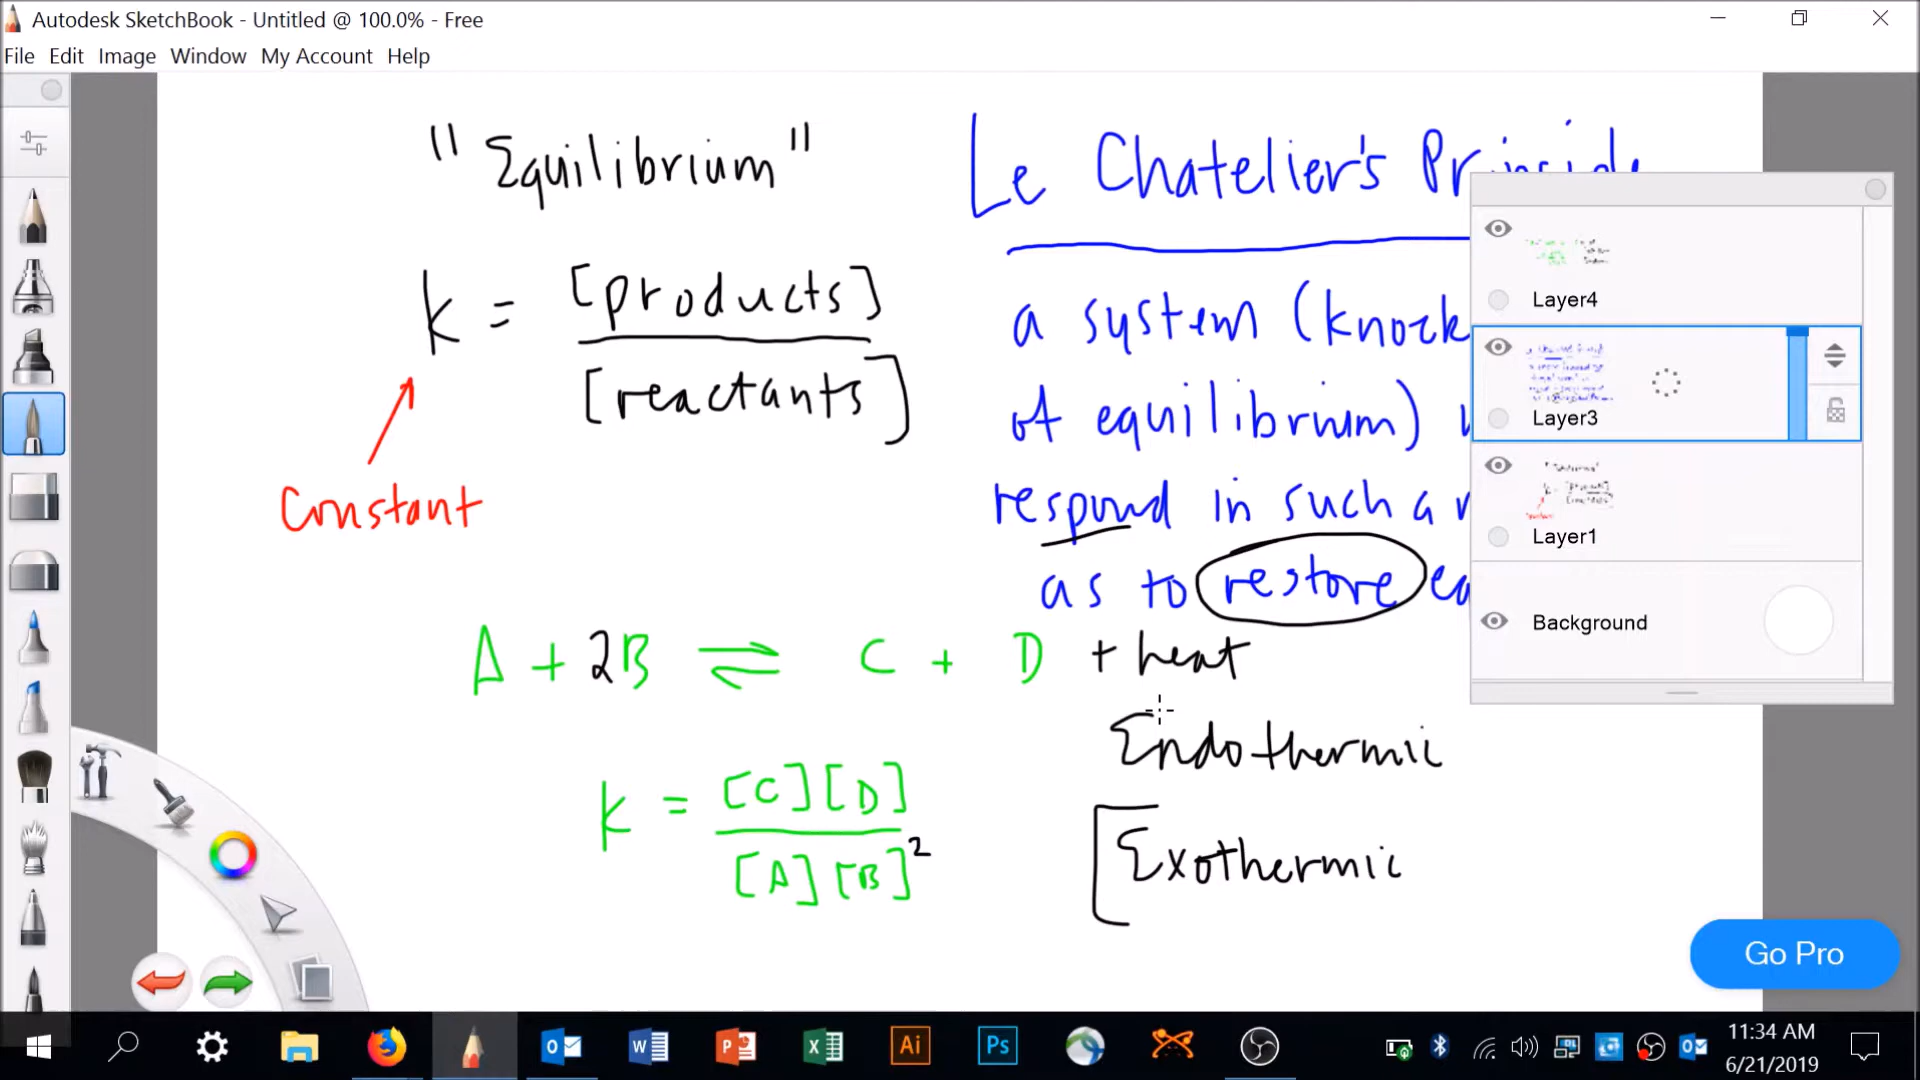 Autodesk SketchBook - Untitled @ 100.0% - Free
File Edit Image Window My Account Help
"Equilibrium"
k = [products]
[reactants]
Constant
Le Chatelier's Principle
a system (knock
of equilibrium)
respond in such a
as to restore
A + 2B ⇌ C + D + heat
k = [C][D]
[A][B]²
Endothermic
[Exothermic
Layer4
Layer3
Layer1
Background
Go Pro
11:34 AM
6/21/2019